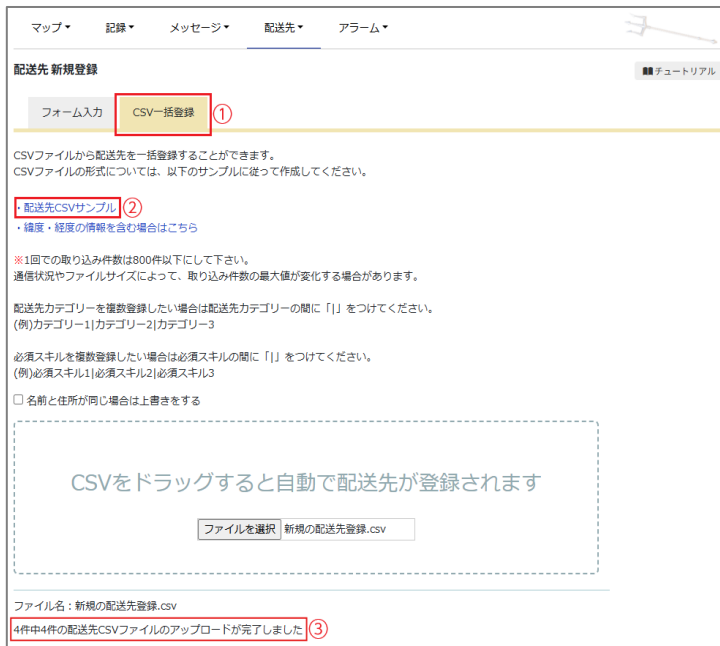 マップ▼ 記録▼ メッセージ▼ 配送先▼ アラーム▼
配送先 新規登録
チュートリアル
フォーム入力 CSV一括登録 ①
CSVファイルから配送先を一括登録することができます。
CSVファイルの形式については、以下のサンプルに従って作成してください。
・配送先CSVサンプル ②
・緯度・経度の情報を含む場合はこちら
※1回での取り込み件数は800件以下にして下さい。
通信状況やファイルサイズによって、取り込み件数の最大値が変化する場合があります。
配送先カテゴリーを複数登録したい場合は配送先カテゴリーの間に「|」をつけてください。
(例)カテゴリー1|カテゴリー2|カテゴリー3
必須スキルを複数登録したい場合は必須スキルの間に「|」をつけてください。
(例)必須スキル1|必須スキル2|必須スキル3
名前と住所が同じ場合は上書きをする
CSVをドラッグすると自動で配送先が登録されます
ファイルを選択 新規の配送先登録.csv
ファイル名：新規の配送先登録.csv
4件中4件の配送先CSVファイルのアップロードが完了しました ③